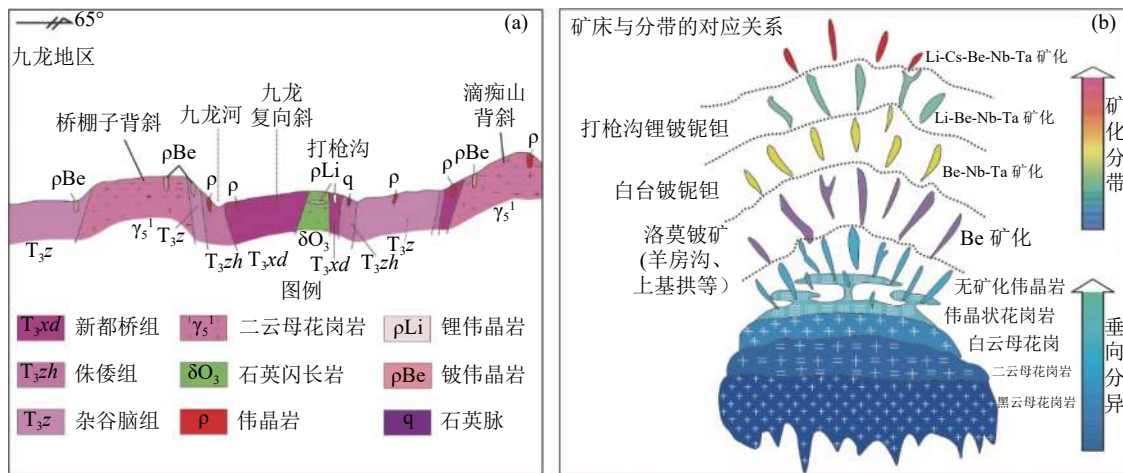 65°
(a)
九龙地区
桥棚子背斜
九龙河
九龙
复向斜
打枪沟
滴痴山
背斜
ρBe
ρBe
ρ
ρ
ρLi
q
ρ
ρBe
ρBe
ρ
T₃z
γ₅¹
T₃z
T₃zh
T₃xd
δO₃
T₃xd
T₃zh
T₃z
γ₅¹
图例
T₃xd 新都桥组
γ₅¹ 二云母花岗岩
ρLi 锂伟晶岩
T₃zh 侏倭组
δO₃ 石英闪长岩
ρBe 铍伟晶岩
T₃z 杂谷脑组
ρ 伟晶岩
q 石英脉
矿床与分带的对应关系
(b)
Li-Cs-Be-Nb-Ta 矿化
打枪沟锂铍铌钽
Li-Be-Nb-Ta 矿化
白台铍铌钽
Be-Nb-Ta 矿化
洛莫铍矿
(羊房沟、
上基拱等）
Be 矿化
无矿化伟晶岩
伟晶状花岗岩
白云母花岗
二云母花岗岩
黑云母花岗岩
矿化分带
垂向分异